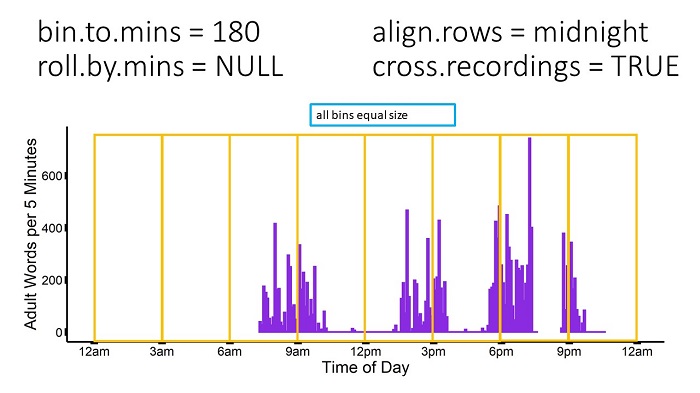 bin.to.mins = 180
roll.by.mins = NULL
align.rows = midnight
cross.recordings = TRUE
all bins equal size
Adult Words per 5 Minutes
600
400
200
0
12am 3am 6am 9am 12pm 3pm 6pm 9pm 12am
Time of Day